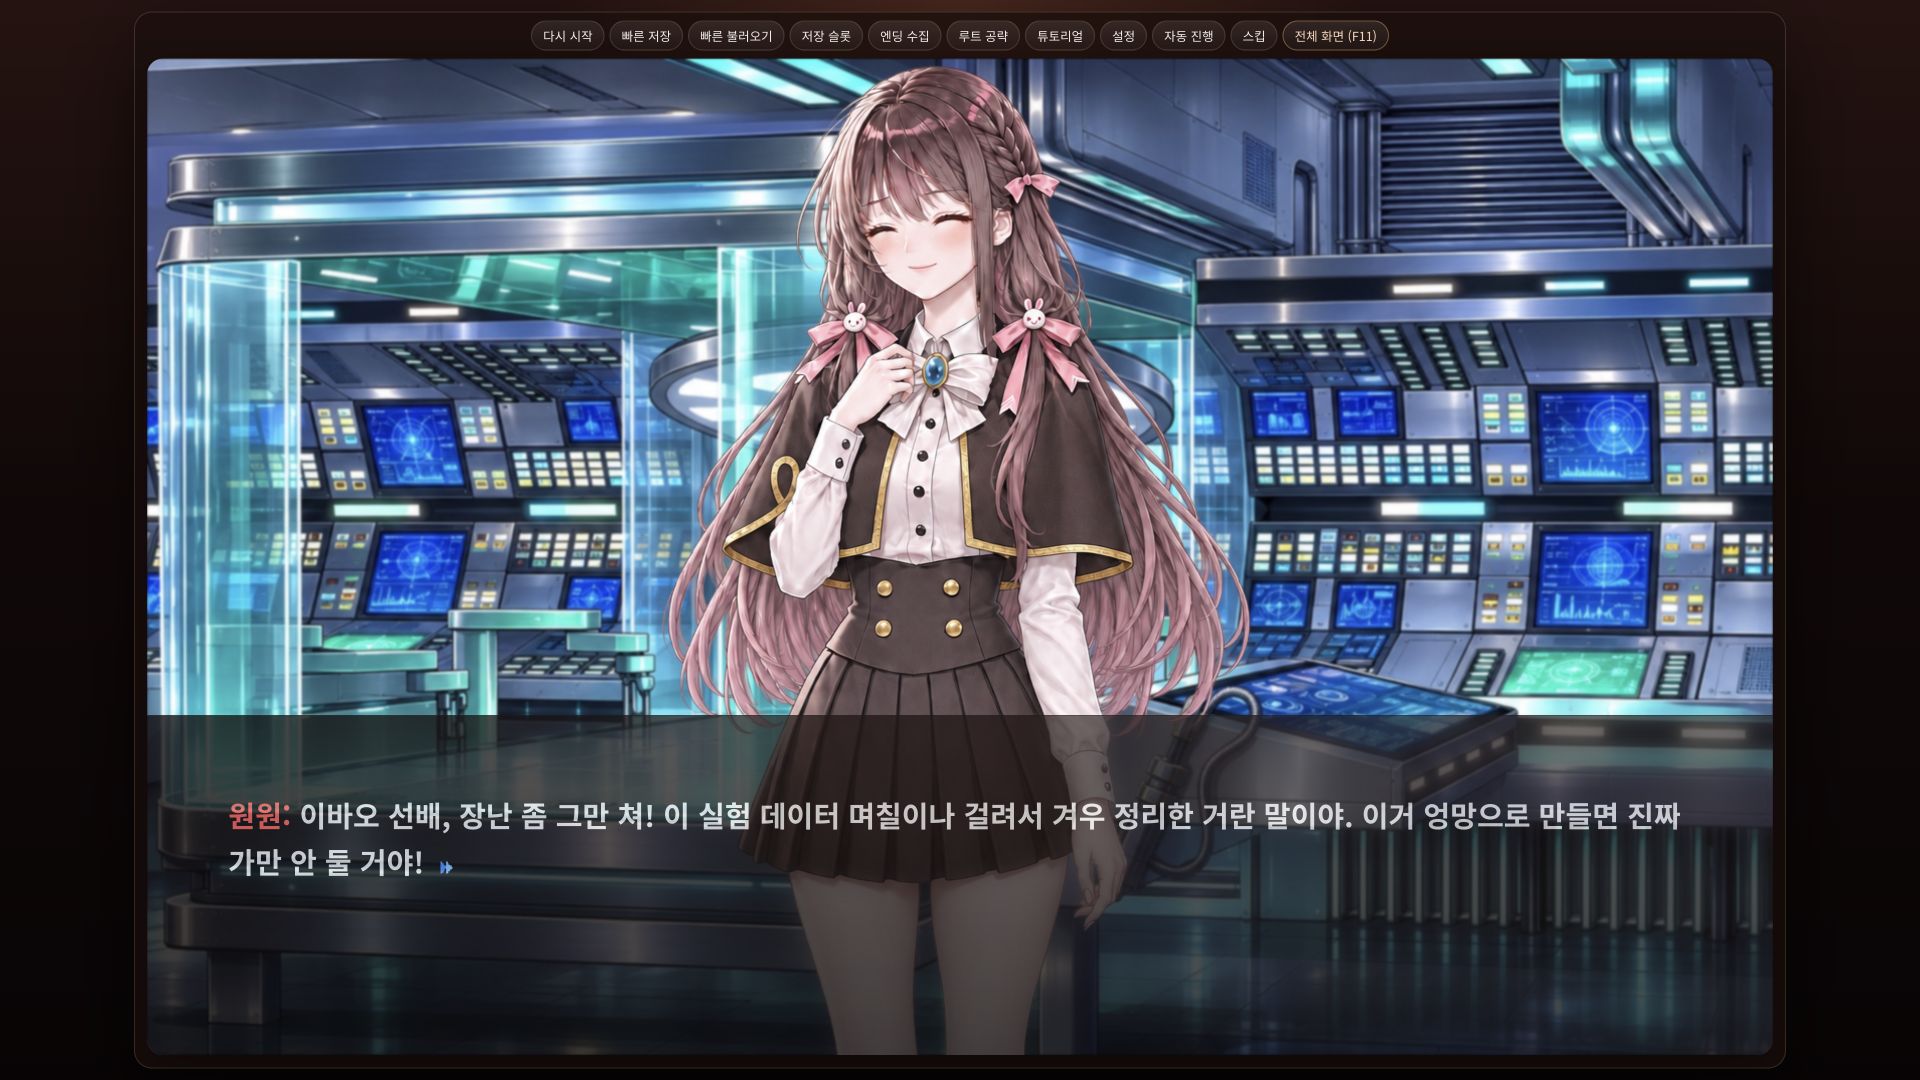 다시 시작
빠른 저장
빠른 불러오기
저장 슬롯
엔딩 수집
루트 공략
튜토리얼
설정
자동 진행
스킵
전체 화면 (F11)
원원: 이바오 선배, 장난 좀 그만 쳐! 이 실험 데이터 며칠이나 걸려서 겨우 정리한 거란 말이야. 이거 엉망으로 만들면 진짜
가만 안 둘 거야!